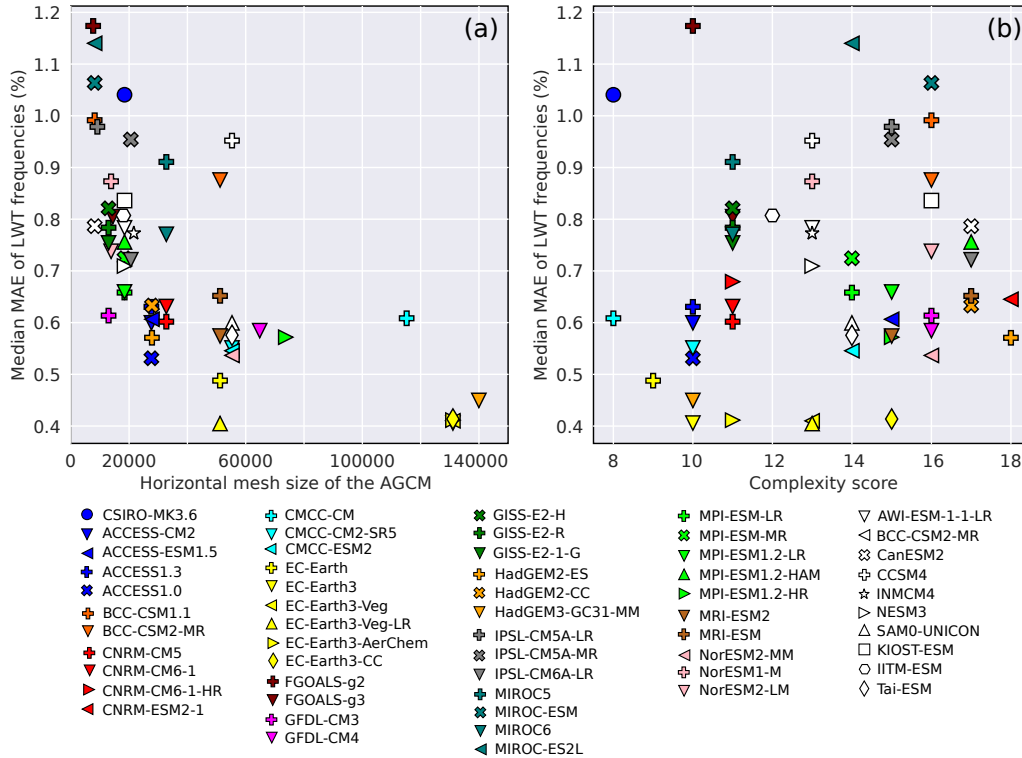 (a)
Median MAE of LWT frequencies (%)
1.2
1.1
1.0
0.9
0.8
0.7
0.6
0.5
0.4
0 20000 60000 100000 140000
Horizontal mesh size of the AGCM
(b)
Median MAE of LWT frequencies (%)
1.2
1.1
1.0
0.9
0.8
0.7
0.6
0.5
0.4
8 10 12 14 16 18
Complexity score
CSIRO-MK3.6
ACCESS-CM2
ACCESS-ESM1.5
ACCESS1.3
ACCESS1.0
BCC-CSM1.1
BCC-CSM2-MR
CNRM-CM5
CNRM-CM6-1
CNRM-CM6-1-HR
CNRM-ESM2-1
CMCC-CM
CMCC-CM2-SR5
CMCC-ESM2
EC-Earth
EC-Earth3
EC-Earth3-Veg
EC-Earth3-Veg-LR
EC-Earth3-AerChem
EC-Earth3-CC
FGOALS-g2
FGOALS-g3
GFDL-CM3
GFDL-CM4
GISS-E2-H
GISS-E2-R
GISS-E2-1-G
HadGEM2-ES
HadGEM2-CC
HadGEM3-GC31-MM
IPSL-CM5A-LR
IPSL-CM5A-MR
IPSL-CM6A-LR
MIROC5
MIROC-ESM
MIROC6
MIROC-ES2L
MPI-ESM-LR
MPI-ESM-MR
MPI-ESM1.2-LR
MPI-ESM1.2-HAM
MPI-ESM1.2-HR
MRI-ESM2
MRI-ESM
NorESM2-MM
NorESM1-M
NorESM2-LM
AWI-ESM-1-1-LR
BCC-CSM2-MR
CanESM2
CCSM4
INMCM4
NESM3
SAM0-UNICON
KIOST-ESM
IITM-ESM
Tai-ESM